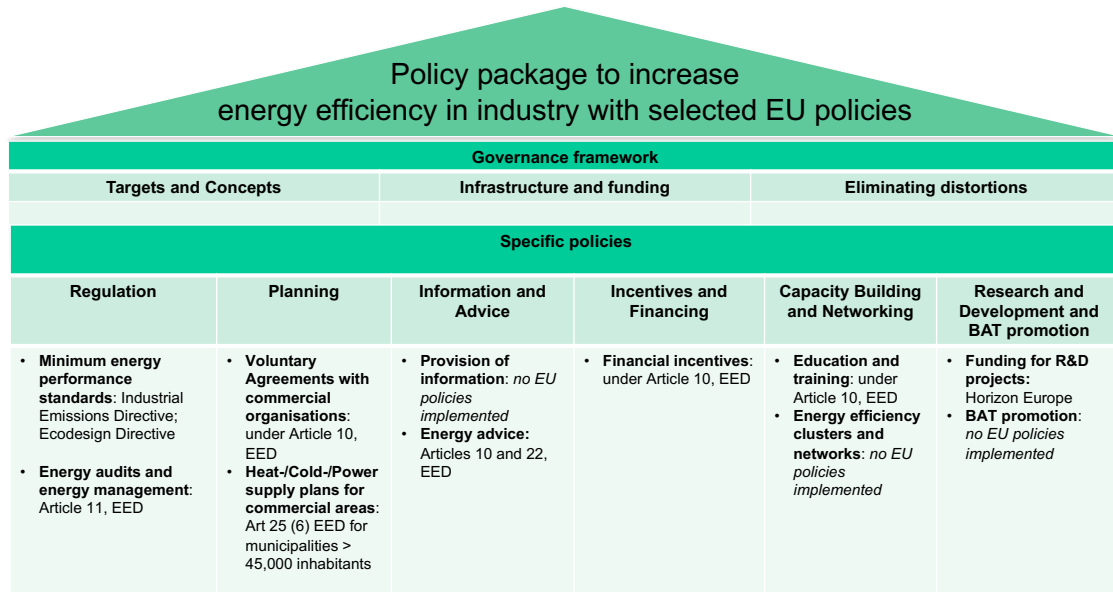 Policy package to increase
energy efficiency in industry with selected EU policies
Governance framework
Targets and Concepts
Infrastructure and funding
Eliminating distortions
Specific policies
Regulation
Planning
Information and
Advice
Incentives and
Financing
Capacity Building
and Networking
Research and
Development and
BAT promotion
• Minimum energy
performance
standards: Industrial
Emissions Directive;
Ecodesign Directive
• Energy audits and
energy management:
Article 11, EED
• Voluntary
Agreements with
commercial
organisations:
under Article 10,
EED
• Heat-/Cold-/Power
supply plans for
commercial areas:
Art 25 (6) EED for
municipalities >
45,000 inhabitants
• Provision of
information: no EU
policies
implemented
• Energy advice:
Articles 10 and 22,
EED
• Financial incentives:
under Article 10, EED
• Education and
training: under
Article 10, EED
• Energy efficiency
clusters and
networks: no EU
policies
implemented
• Funding for R&D
projects:
Horizon Europe
• BAT promotion:
no EU policies
implemented